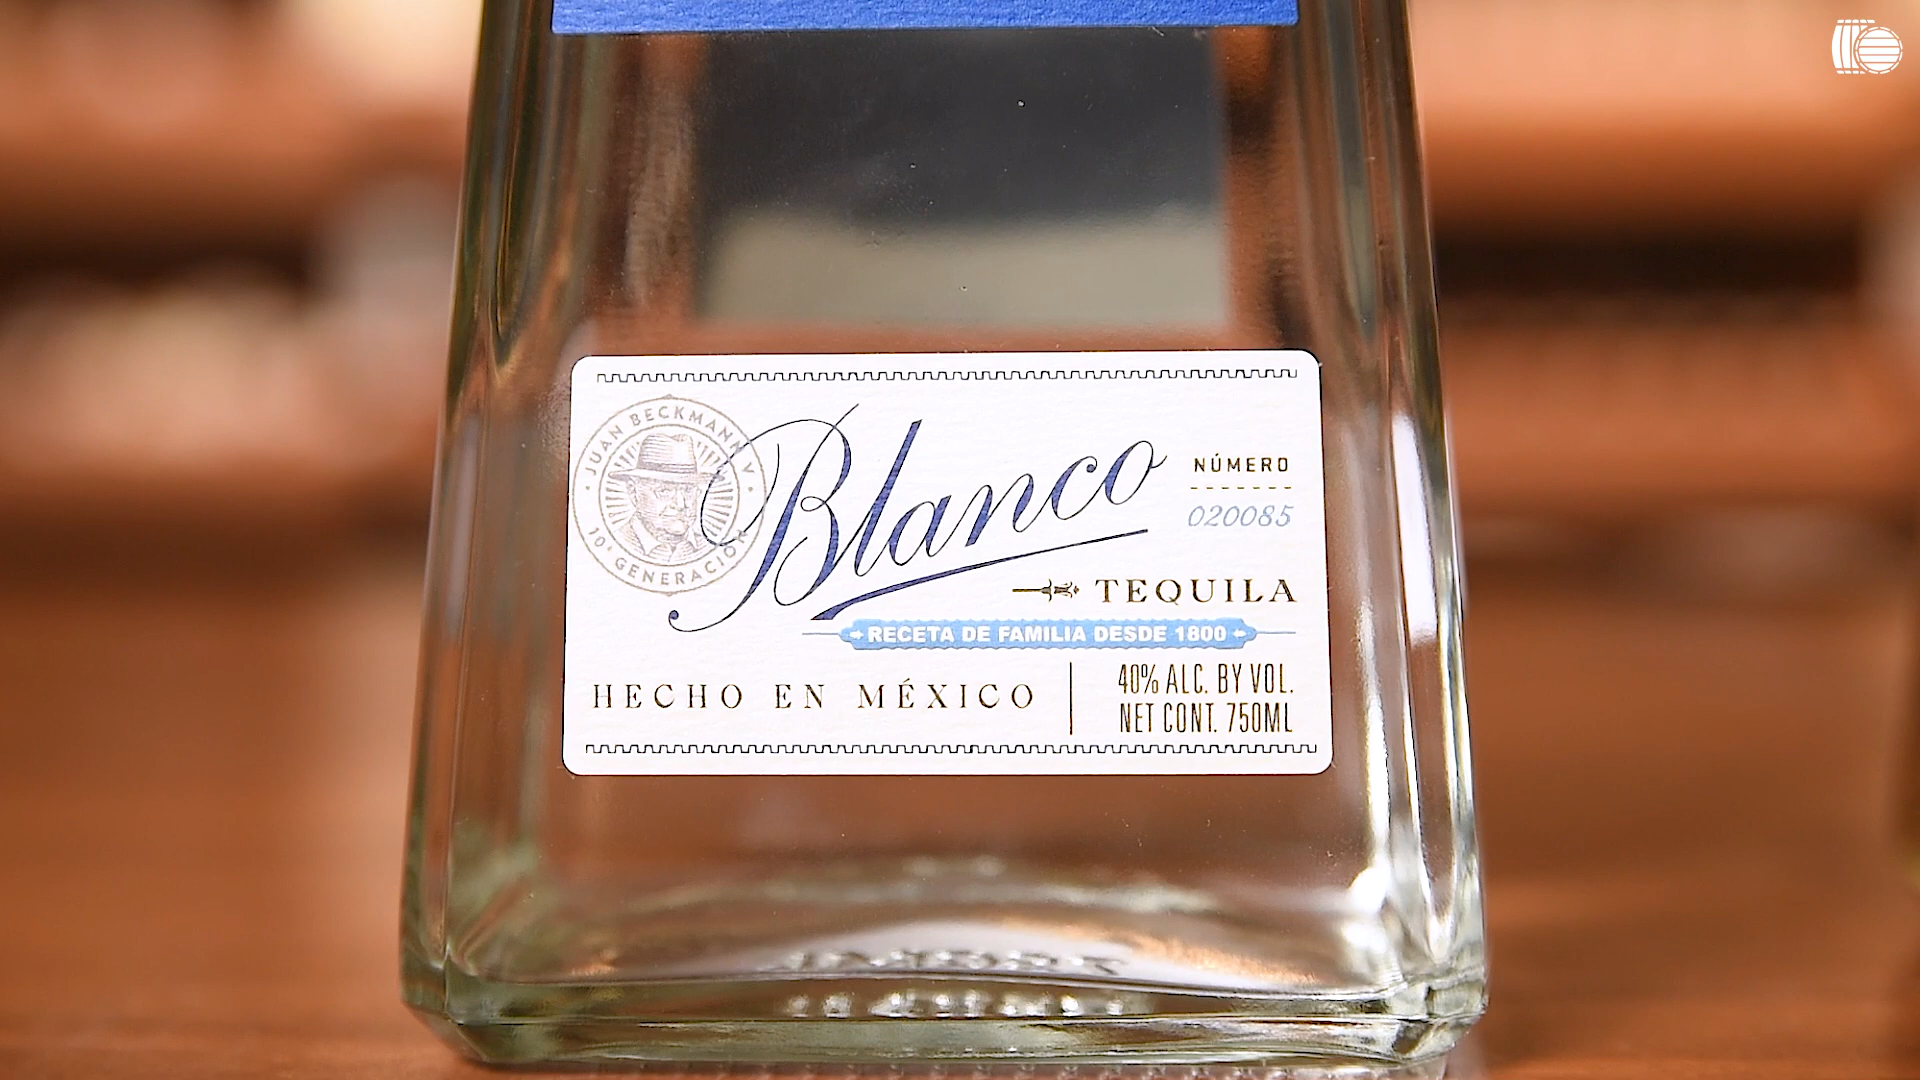 JUAN BECKMANN V.
10ª GENERACIÓN
Blanco
NÚMERO
020085
TEQUILA
RECETA DE FAMILIA DESDE 1800
HECHO EN MÉXICO
40% ALC. BY VOL.
NET CONT. 750ML